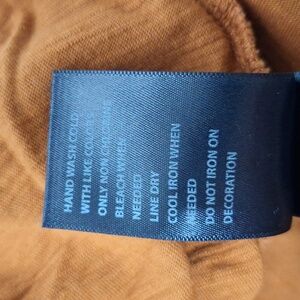 HAND WASH COLD
WITH LIKE COLORS
ONLY NON CHLORINE
BLEACH WHEN
NEEDED
LINE DRY
COOL IRON WHEN
NEEDED
DO NOT IRON ON
DECORATION